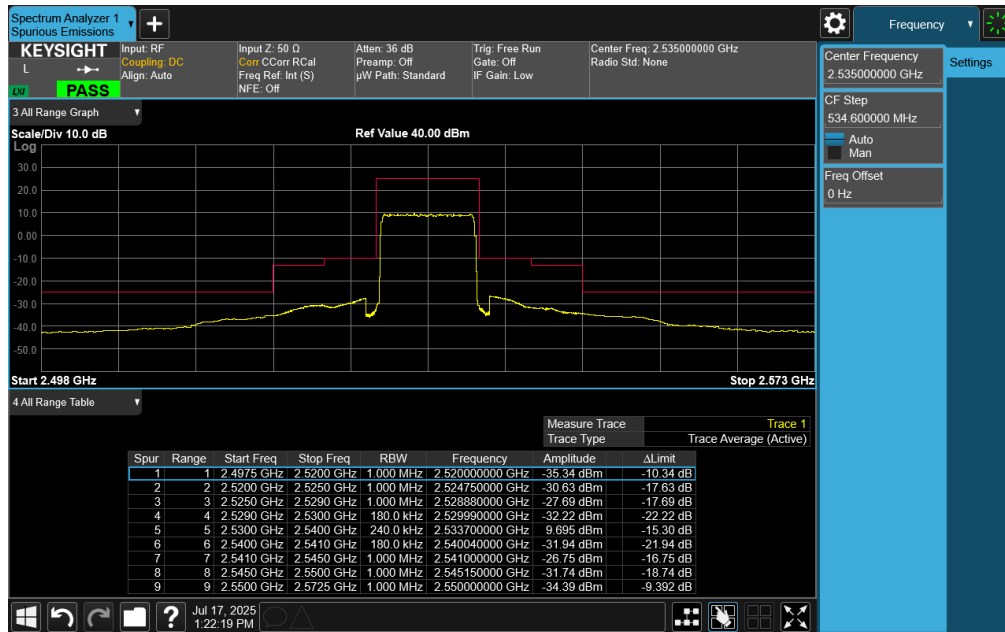 Spectrum Analyzer 1
Spurious Emissions
+
Frequency
KEYSIGHT
L
LXI
PASS
Input: RF
Coupling: DC
Align: Auto
Input Z: 50 Ω
Corr CCorr RCal
Freq Ref: Int (S)
NFE: Off
Atten: 36 dB
Preamp: Off
µW Path: Standard
Trig: Free Run
Gate: Off
IF Gain: Low
Center Freq: 2.535000000 GHz
Radio Std: None
Center Frequency
2.535000000 GHz
Settings
CF Step
534.600000 MHz
Auto
Man
Freq Offset
0 Hz
3 All Range Graph
Scale/Div 10.0 dB
Ref Value 40.00 dBm
Log
30.0
20.0
10.0
0.00
-10.0
-20.0
-30.0
-40.0
-50.0
Start 2.498 GHz
Stop 2.573 GHz
4 All Range Table
Measure Trace Trace 1
Trace Type Trace Average (Active)
Spur Range Start Freq Stop Freq RBW Frequency Amplitude ΔLimit
1 1 2.4975 GHz 2.5200 GHz 1.000 MHz 2.520000000 GHz -35.34 dBm -10.34 dB
2 2 2.5200 GHz 2.5250 GHz 1.000 MHz 2.524750000 GHz -30.63 dBm -17.63 dB
3 3 2.5250 GHz 2.5290 GHz 1.000 MHz 2.528880000 GHz -27.69 dBm -17.69 dB
4 4 2.5290 GHz 2.5300 GHz 180.0 kHz 2.529990000 GHz -32.22 dBm -22.22 dB
5 5 2.5300 GHz 2.5400 GHz 240.0 kHz 2.533700000 GHz 9.695 dBm -15.30 dB
6 6 2.5400 GHz 2.5410 GHz 180.0 kHz 2.540040000 GHz -31.94 dBm -21.94 dB
7 7 2.5410 GHz 2.5450 GHz 1.000 MHz 2.541000000 GHz -26.75 dBm -16.75 dB
8 8 2.5450 GHz 2.5500 GHz 1.000 MHz 2.545150000 GHz -31.74 dBm -18.74 dB
9 9 2.5500 GHz 2.5725 GHz 1.000 MHz 2.550000000 GHz -34.39 dBm -9.392 dB
?
Jul 17, 2025
1:22:19 PM